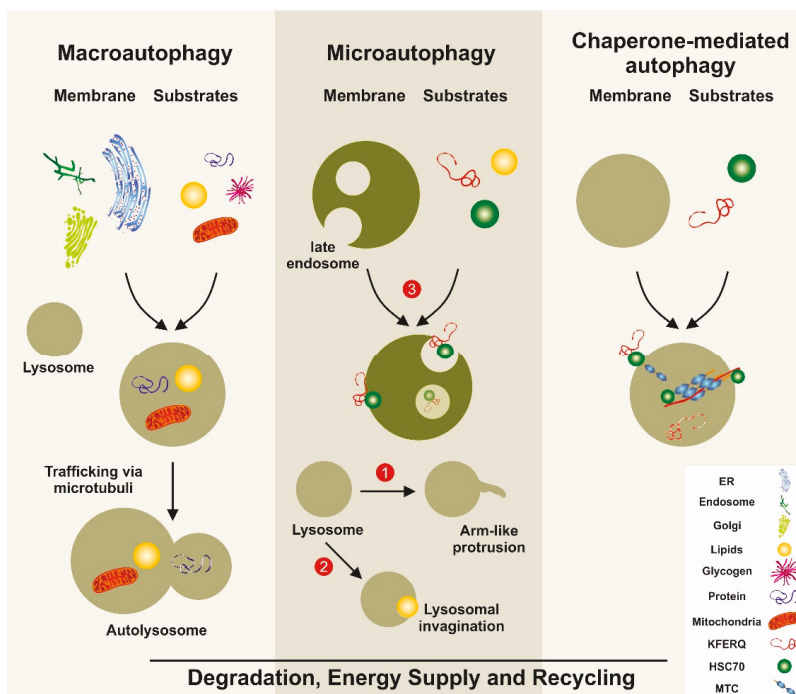 Macroautophagy
Membrane Substrates
Lysosome
Trafficking via
microtubuli
Autolysosome
Microautophagy
Membrane Substrates
late
endosome
3
1
Lysosome
Arm-like
protrusion
2
Lysosomal
invagination
Chaperone-mediated
autophagy
Membrane Substrates
ER
Endosome
Golgi
Lipids
Glycogen
Protein
Mitochondria
KFERQ
HSC70
MTC
Degradation, Energy Supply and Recycling